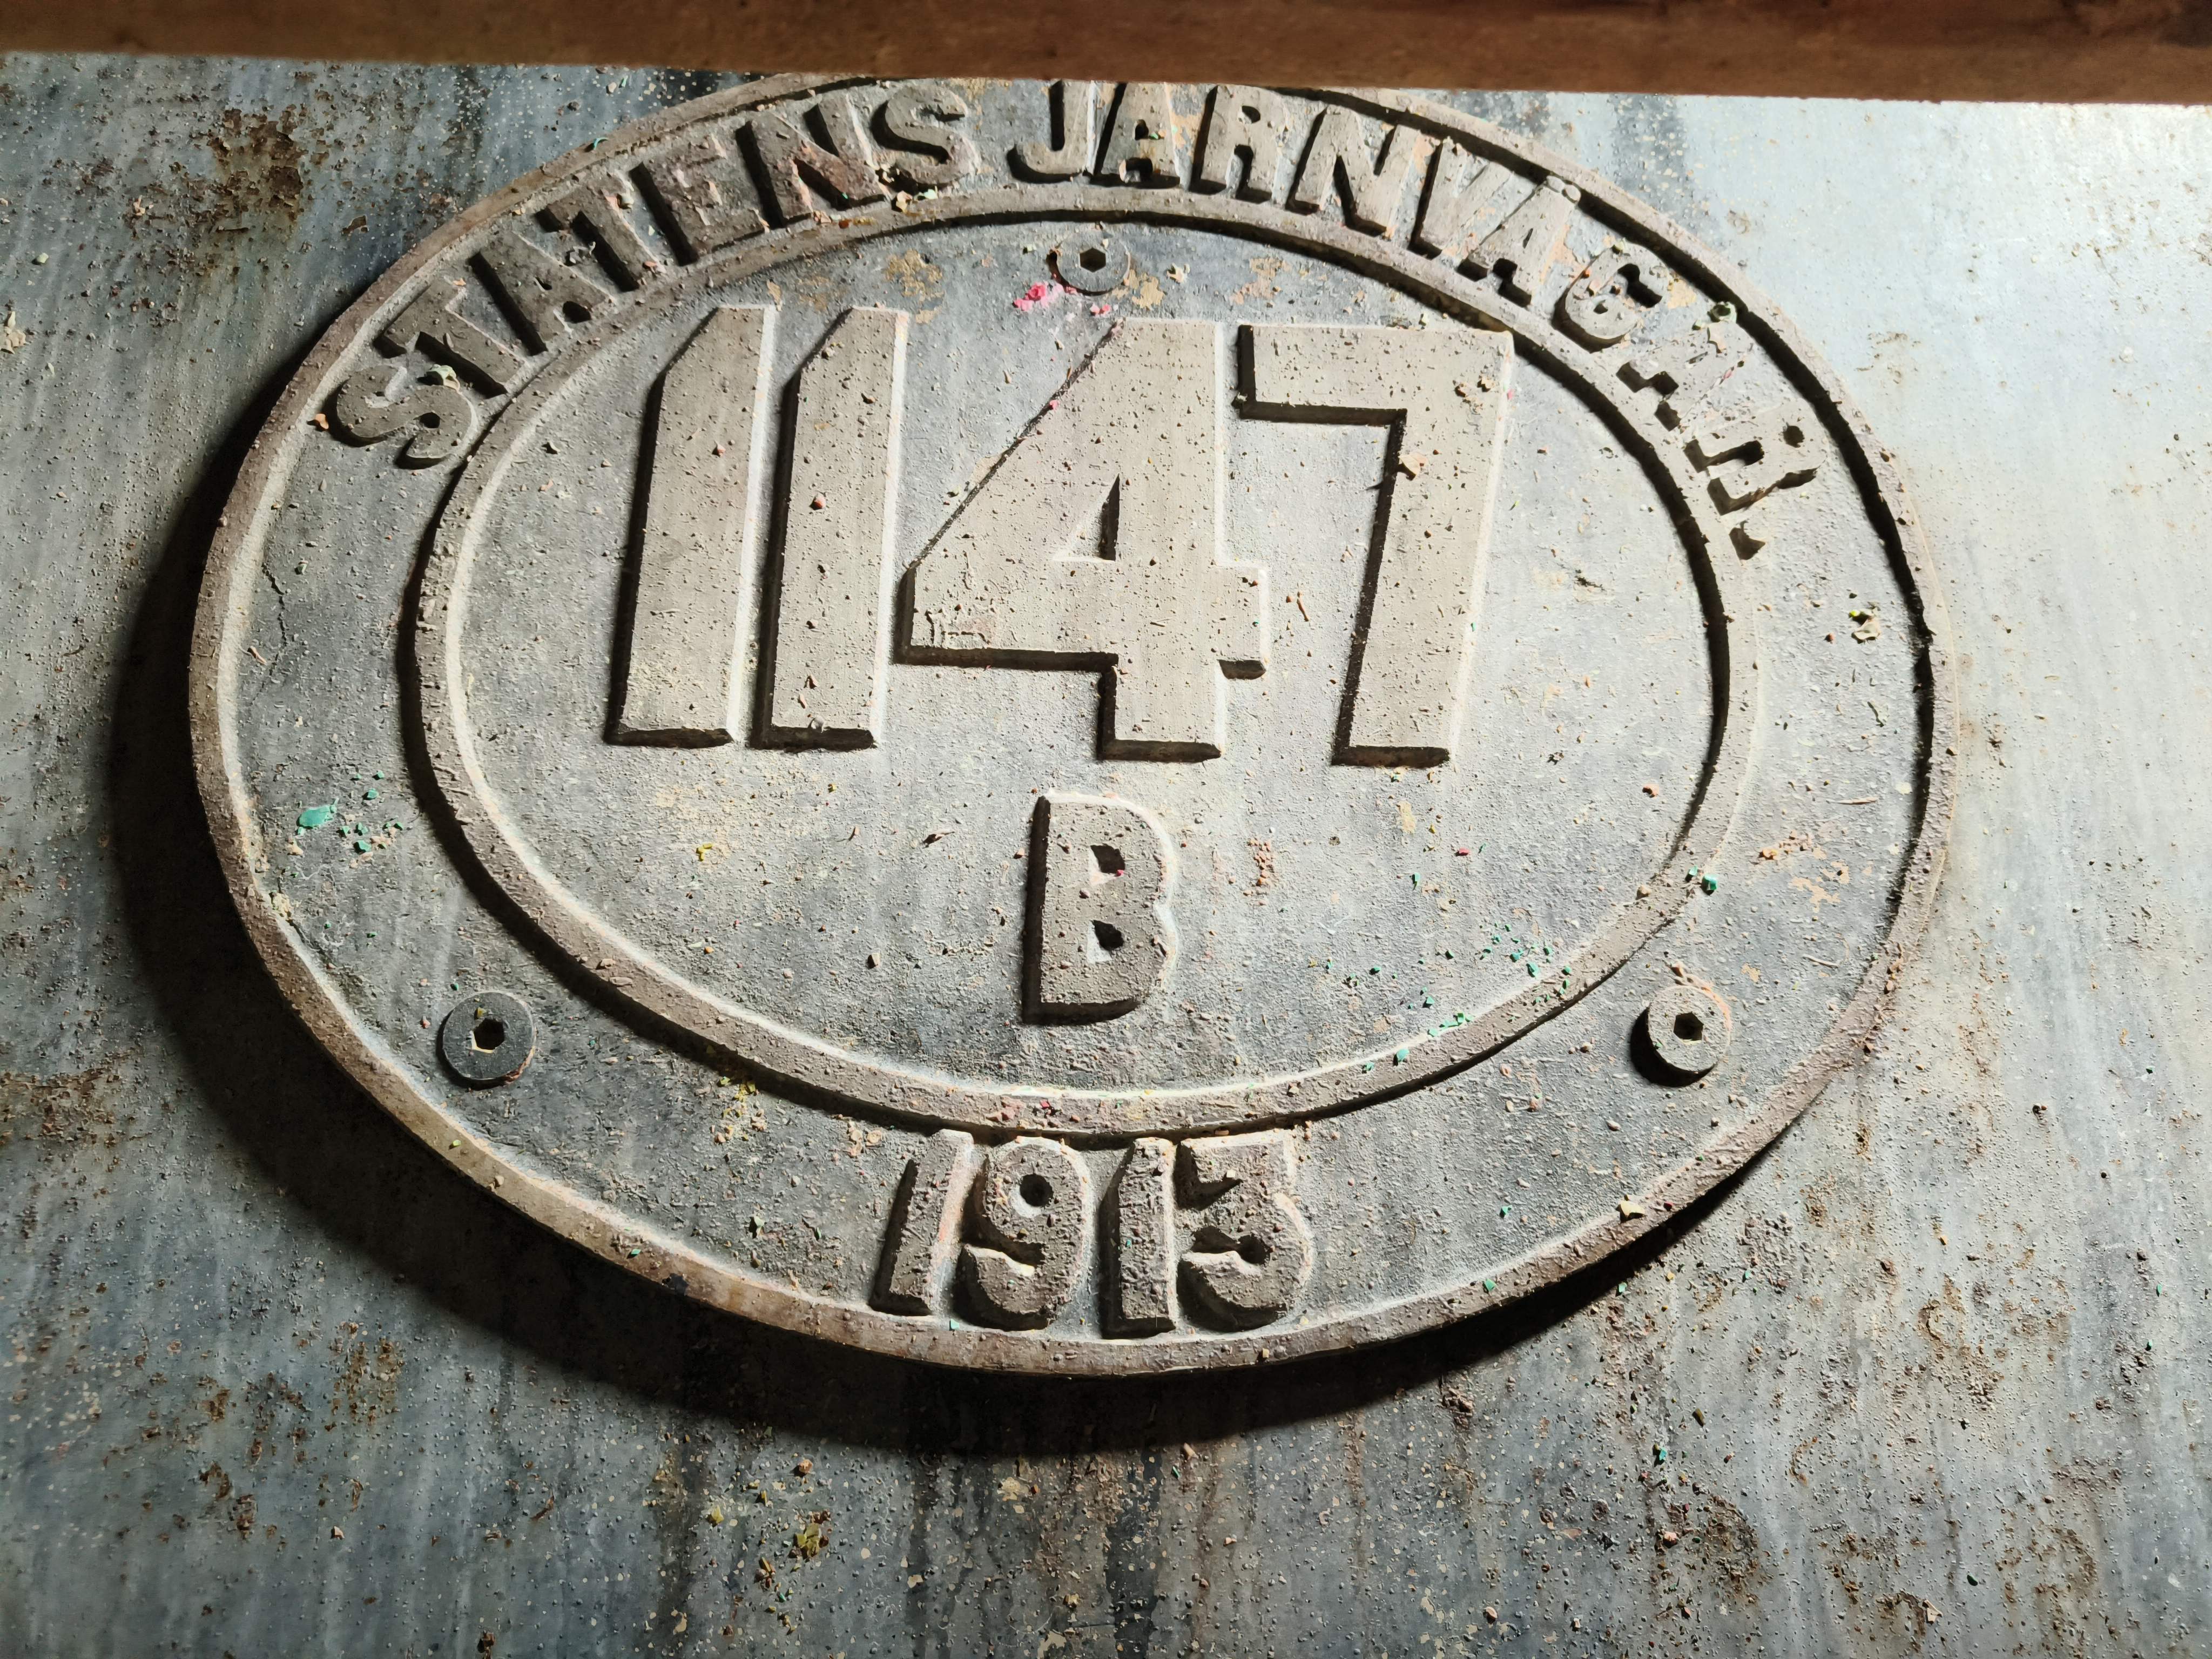 STATENS JÄRNVÄGAR
1147
B
1913